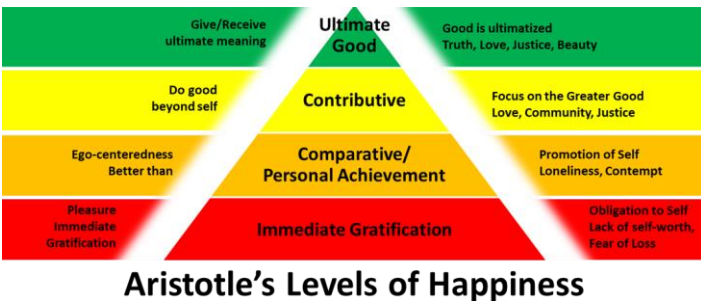 Give/Receive
ultimate meaning
Ultimate
Good
Good is ultimatized
Truth, Love, Justice, Beauty
Do good
beyond self
Contributive
Focus on the Greater Good
Love, Community, Justice
Ego-centeredness
Better than
Comparative/
Personal Achievement
Promotion of Self
Loneliness, Contempt
Pleasure
Immediate
Gratification
Immediate Gratification
Obligation to Self
Lack of self-worth,
Fear of Loss
Aristotle's Levels of Happiness